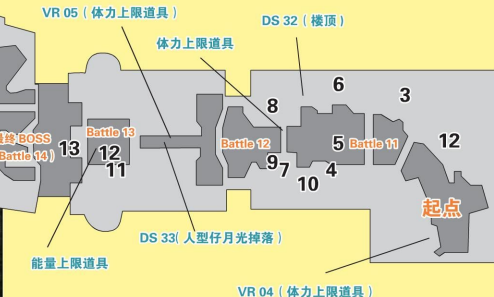 VR 05（体力上限道具）
DS 32（楼顶）
体力上限道具
6
3
8
Battle 13
终 BOSS
Battle 14）
13
12
11
Battle 12
5
Battle 11
12
9
7
4
10
起点
DS 33（人型仔月光掉落）
能量上限道具
VR 04（体力上限道具）